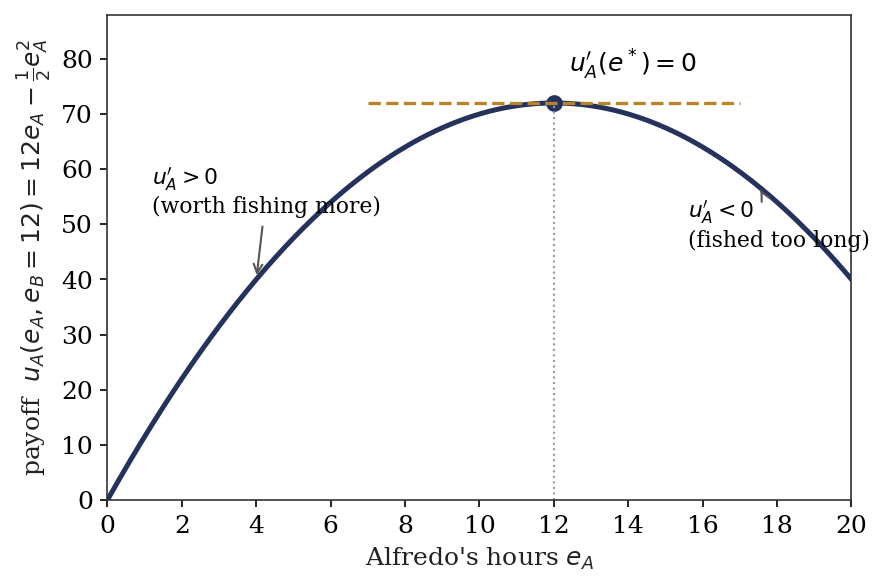 u′_A(e*) = 0
u′_A > 0
(worth fishing more)
u′_A < 0
(fished too long)
payoff u_A(e_A, e_B = 12) = 12e_A − ½e_A²
80
70
60
50
40
30
20
10
0
0 2 4 6 8 10 12 14 16 18 20
Alfredo's hours e_A